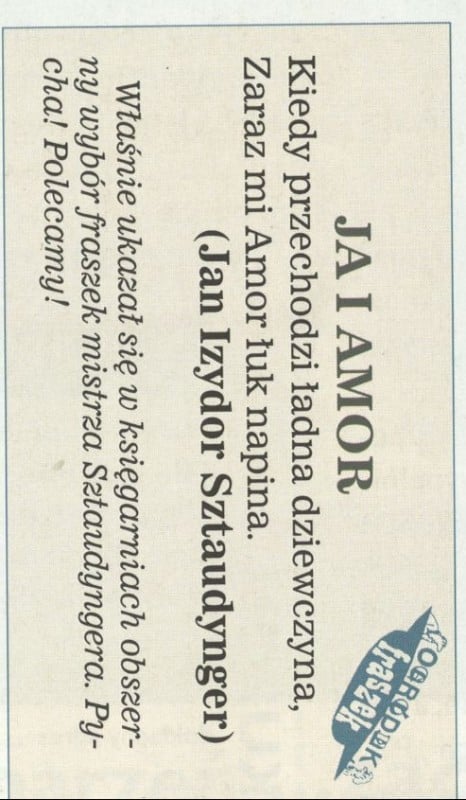 OGRÓDEK
fraszek
JA I AMOR
Kiedy przechodzi ładna dziewczyna,
Zaraz mi Amor łuk napina.
(Jan Izydor Sztaudynger)
Właśnie ukazał się w księgarniach obszer-
ny wybór fraszek mistrza Sztaudyngera. Py-
cha! Polecamy!